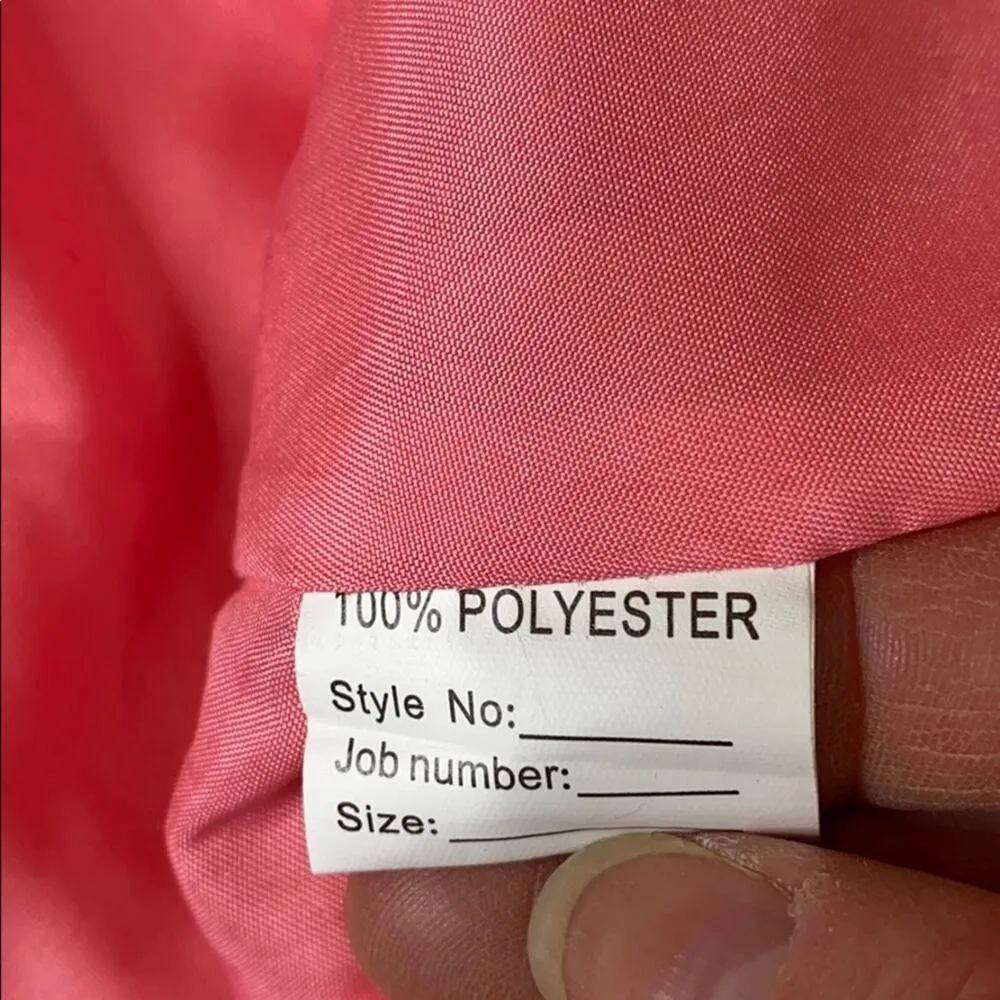 100% POLYESTER
Style No:
Job number:
Size: